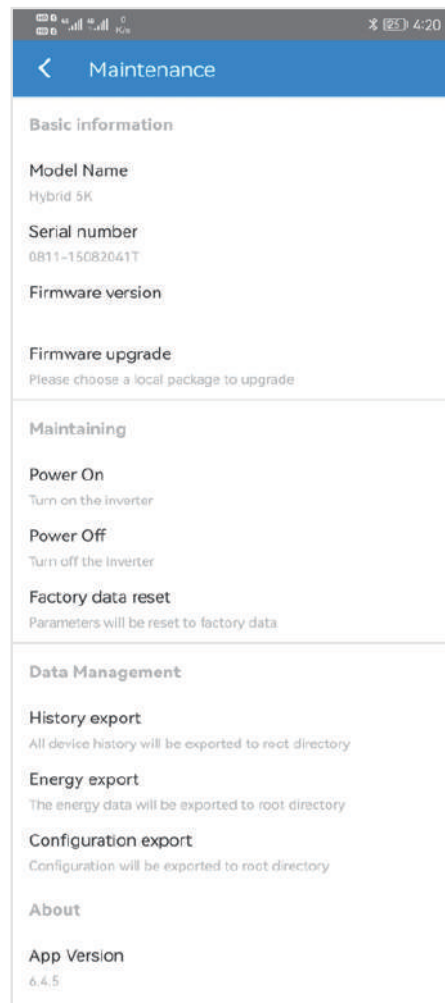 0
K/s
25 4:20
Maintenance
Basic information
Model Name
Hybrid 5K
Serial number
0811-15082041T
Firmware version
Firmware upgrade
Please choose a local package to upgrade
Maintaining
Power On
Turn on the inverter
Power Off
Turn off the Inverter
Factory data reset
Parameters will be reset to factory data
Data Management
History export
All device history will be exported to root directory
Energy export
The energy data will be exported to root directory
Configuration export
Configuration will be exported to root directory
About
App Version
6.4.5